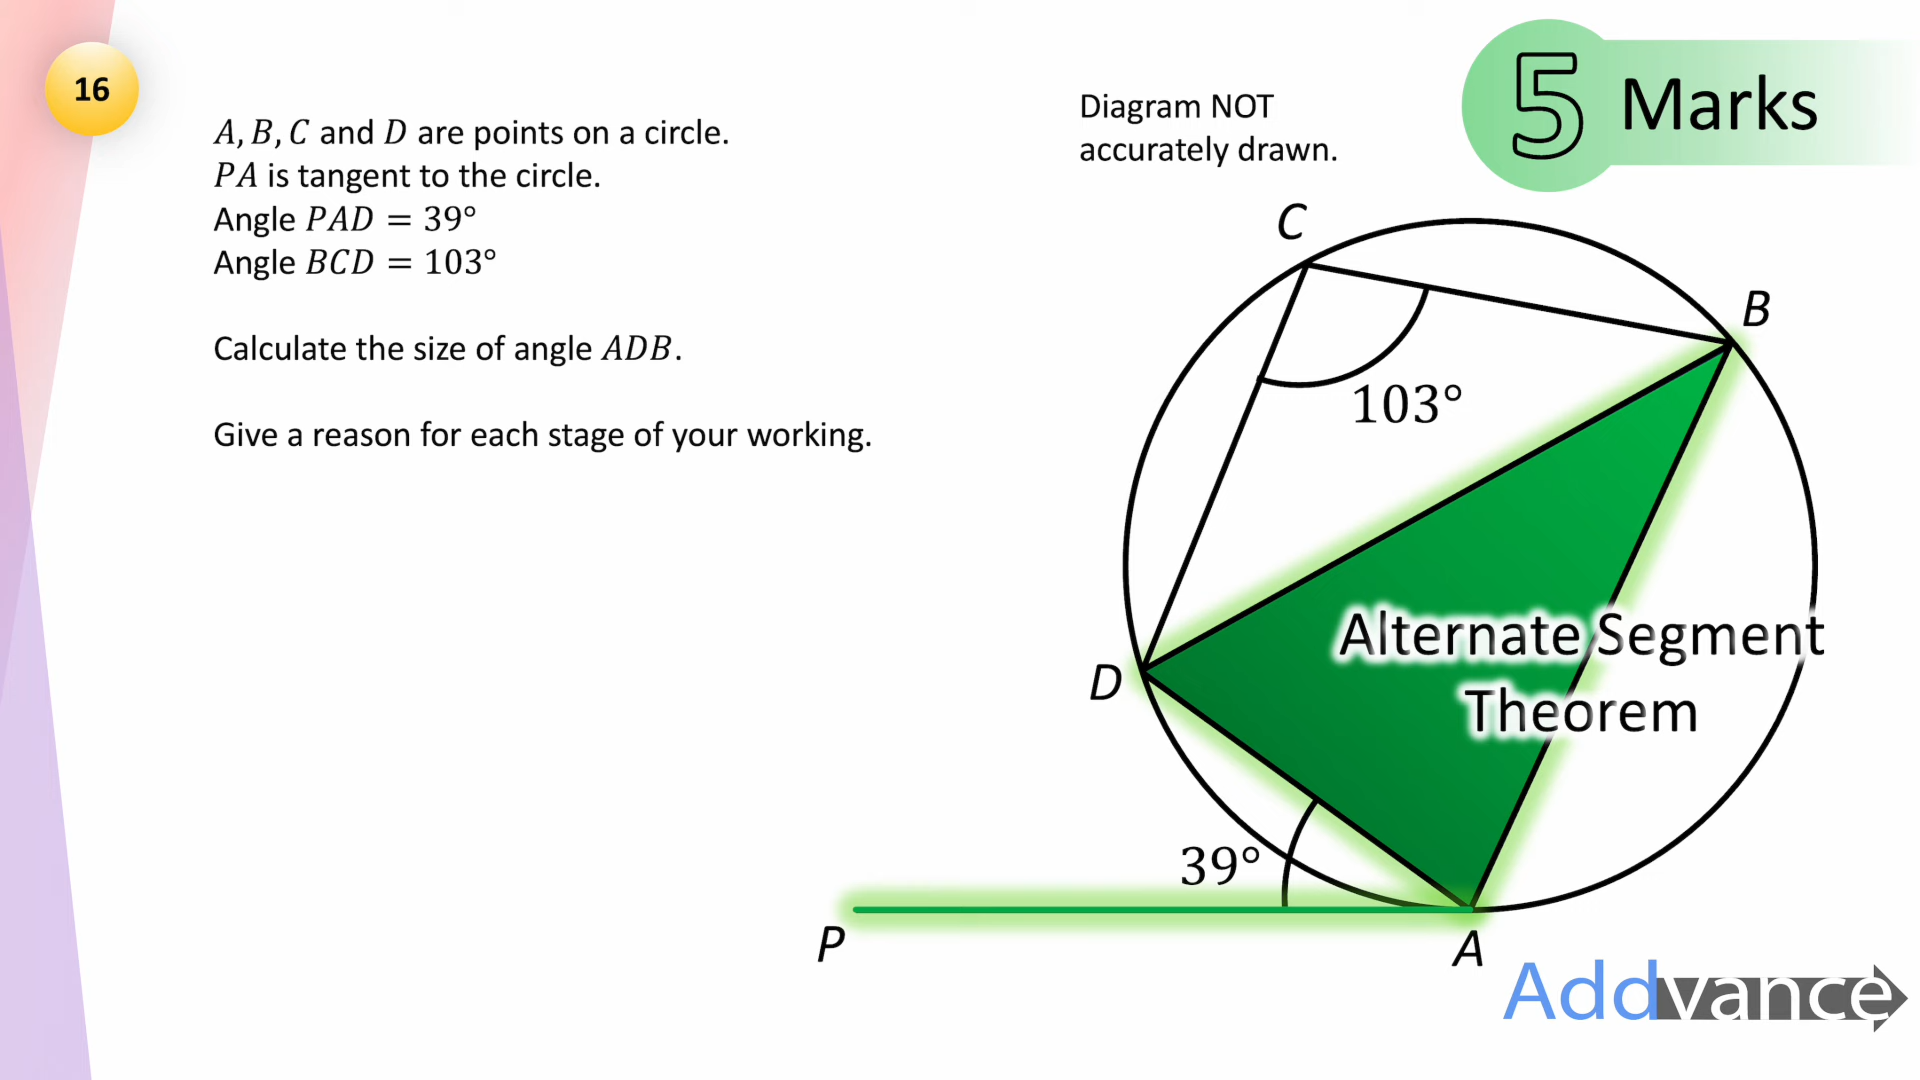 16
5 Marks
A, B, C and D are points on a circle.
PA is tangent to the circle.
Angle PAD = 39°
Angle BCD = 103°
Calculate the size of angle ADB.
Give a reason for each stage of your working.
Diagram NOT
accurately drawn.
C
B
103°
Alternate Segment
Theorem
D
39°
P
A
Addvance